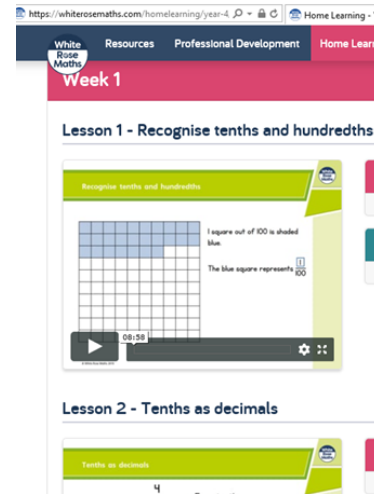 https://whiterosemaths.com/homelearning/year-4
Home Learning -
White
Rose
Maths
Resources
Professional Development
Home Lear
Week 1
Lesson 1 - Recognise tenths and hundredths
Recognise tenths and hundredths
1 square out of 100 is shaded
blue.
The blue square represents 1/100
08:58
Lesson 2 - Tenths as decimals
Tenths as decimals
4